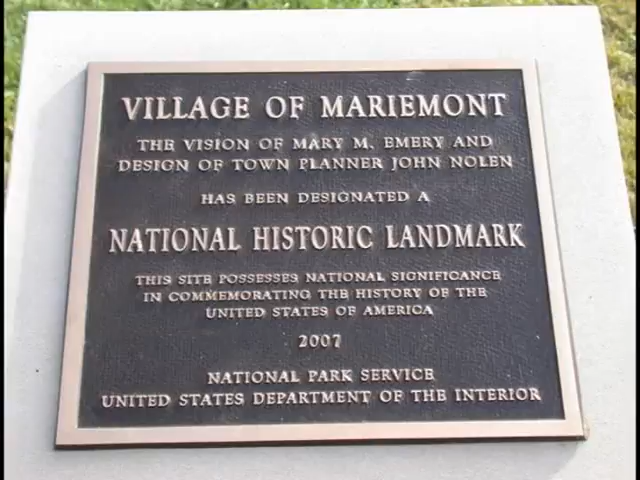 VILLAGE OF MARIEMONT
THE VISION OF MARY M. EMERY AND
DESIGN OF TOWN PLANNER JOHN NOLEN
HAS BEEN DESIGNATED A
NATIONAL HISTORIC LANDMARK
THIS SITE POSSESSES NATIONAL SIGNIFICANCE
IN COMMEMORATING THE HISTORY OF THE
UNITED STATES OF AMERICA
2007
NATIONAL PARK SERVICE
UNITED STATES DEPARTMENT OF THE INTERIOR